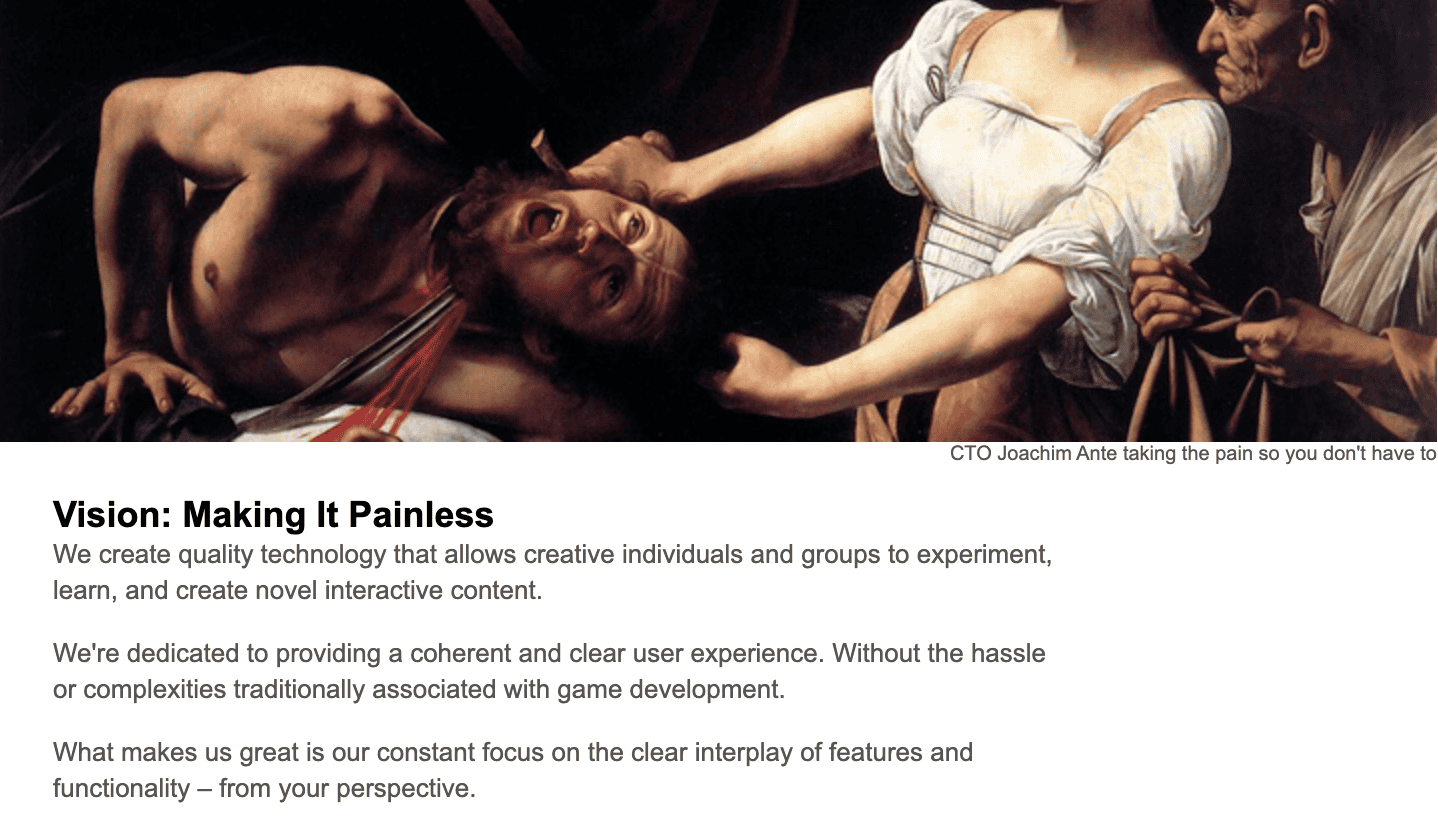 CTO Joachim Ante taking the pain so you don't have to
Vision: Making It Painless
We create quality technology that allows creative individuals and groups to experiment,
learn, and create novel interactive content.
We're dedicated to providing a coherent and clear user experience. Without the hassle
or complexities traditionally associated with game development.
What makes us great is our constant focus on the clear interplay of features and
functionality – from your perspective.